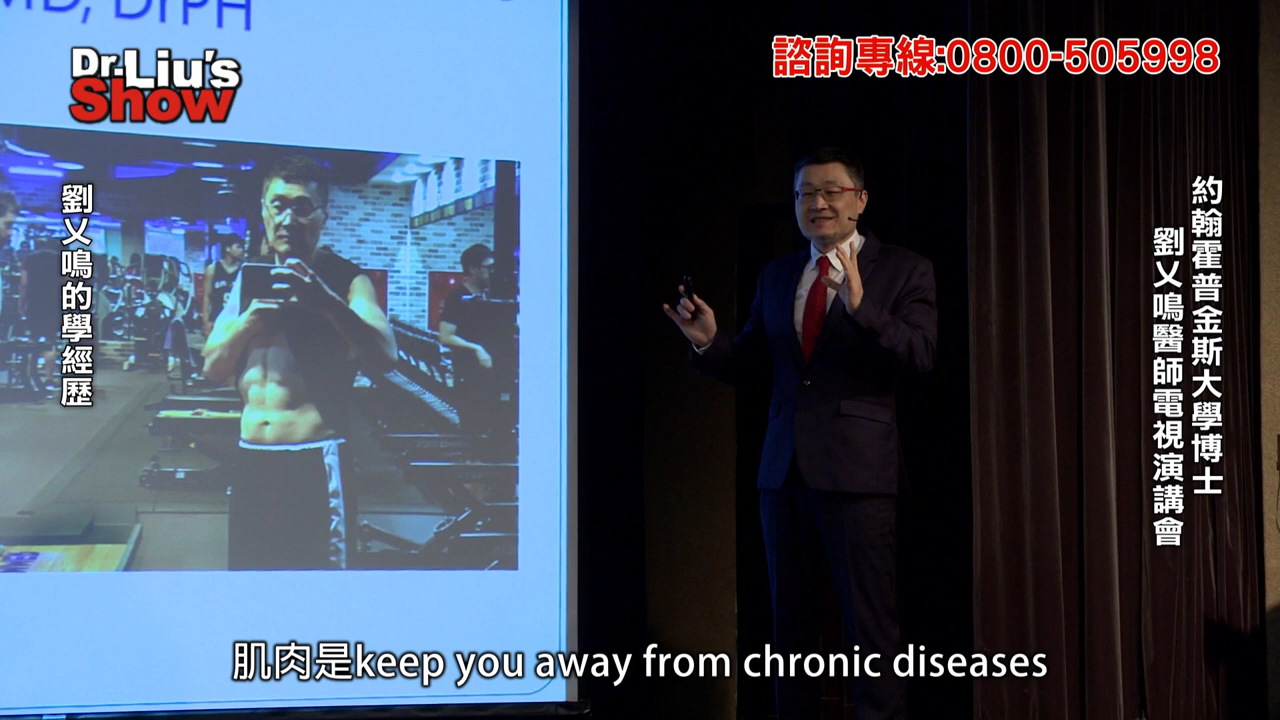 MD, DrPH
Dr. Liu's
Show
諮詢專線:0800-505998
劉乂鳴的學經歷
約翰霍普金斯大學博士
劉乂鳴醫師電視演講會
肌肉是keep you away from chronic diseases